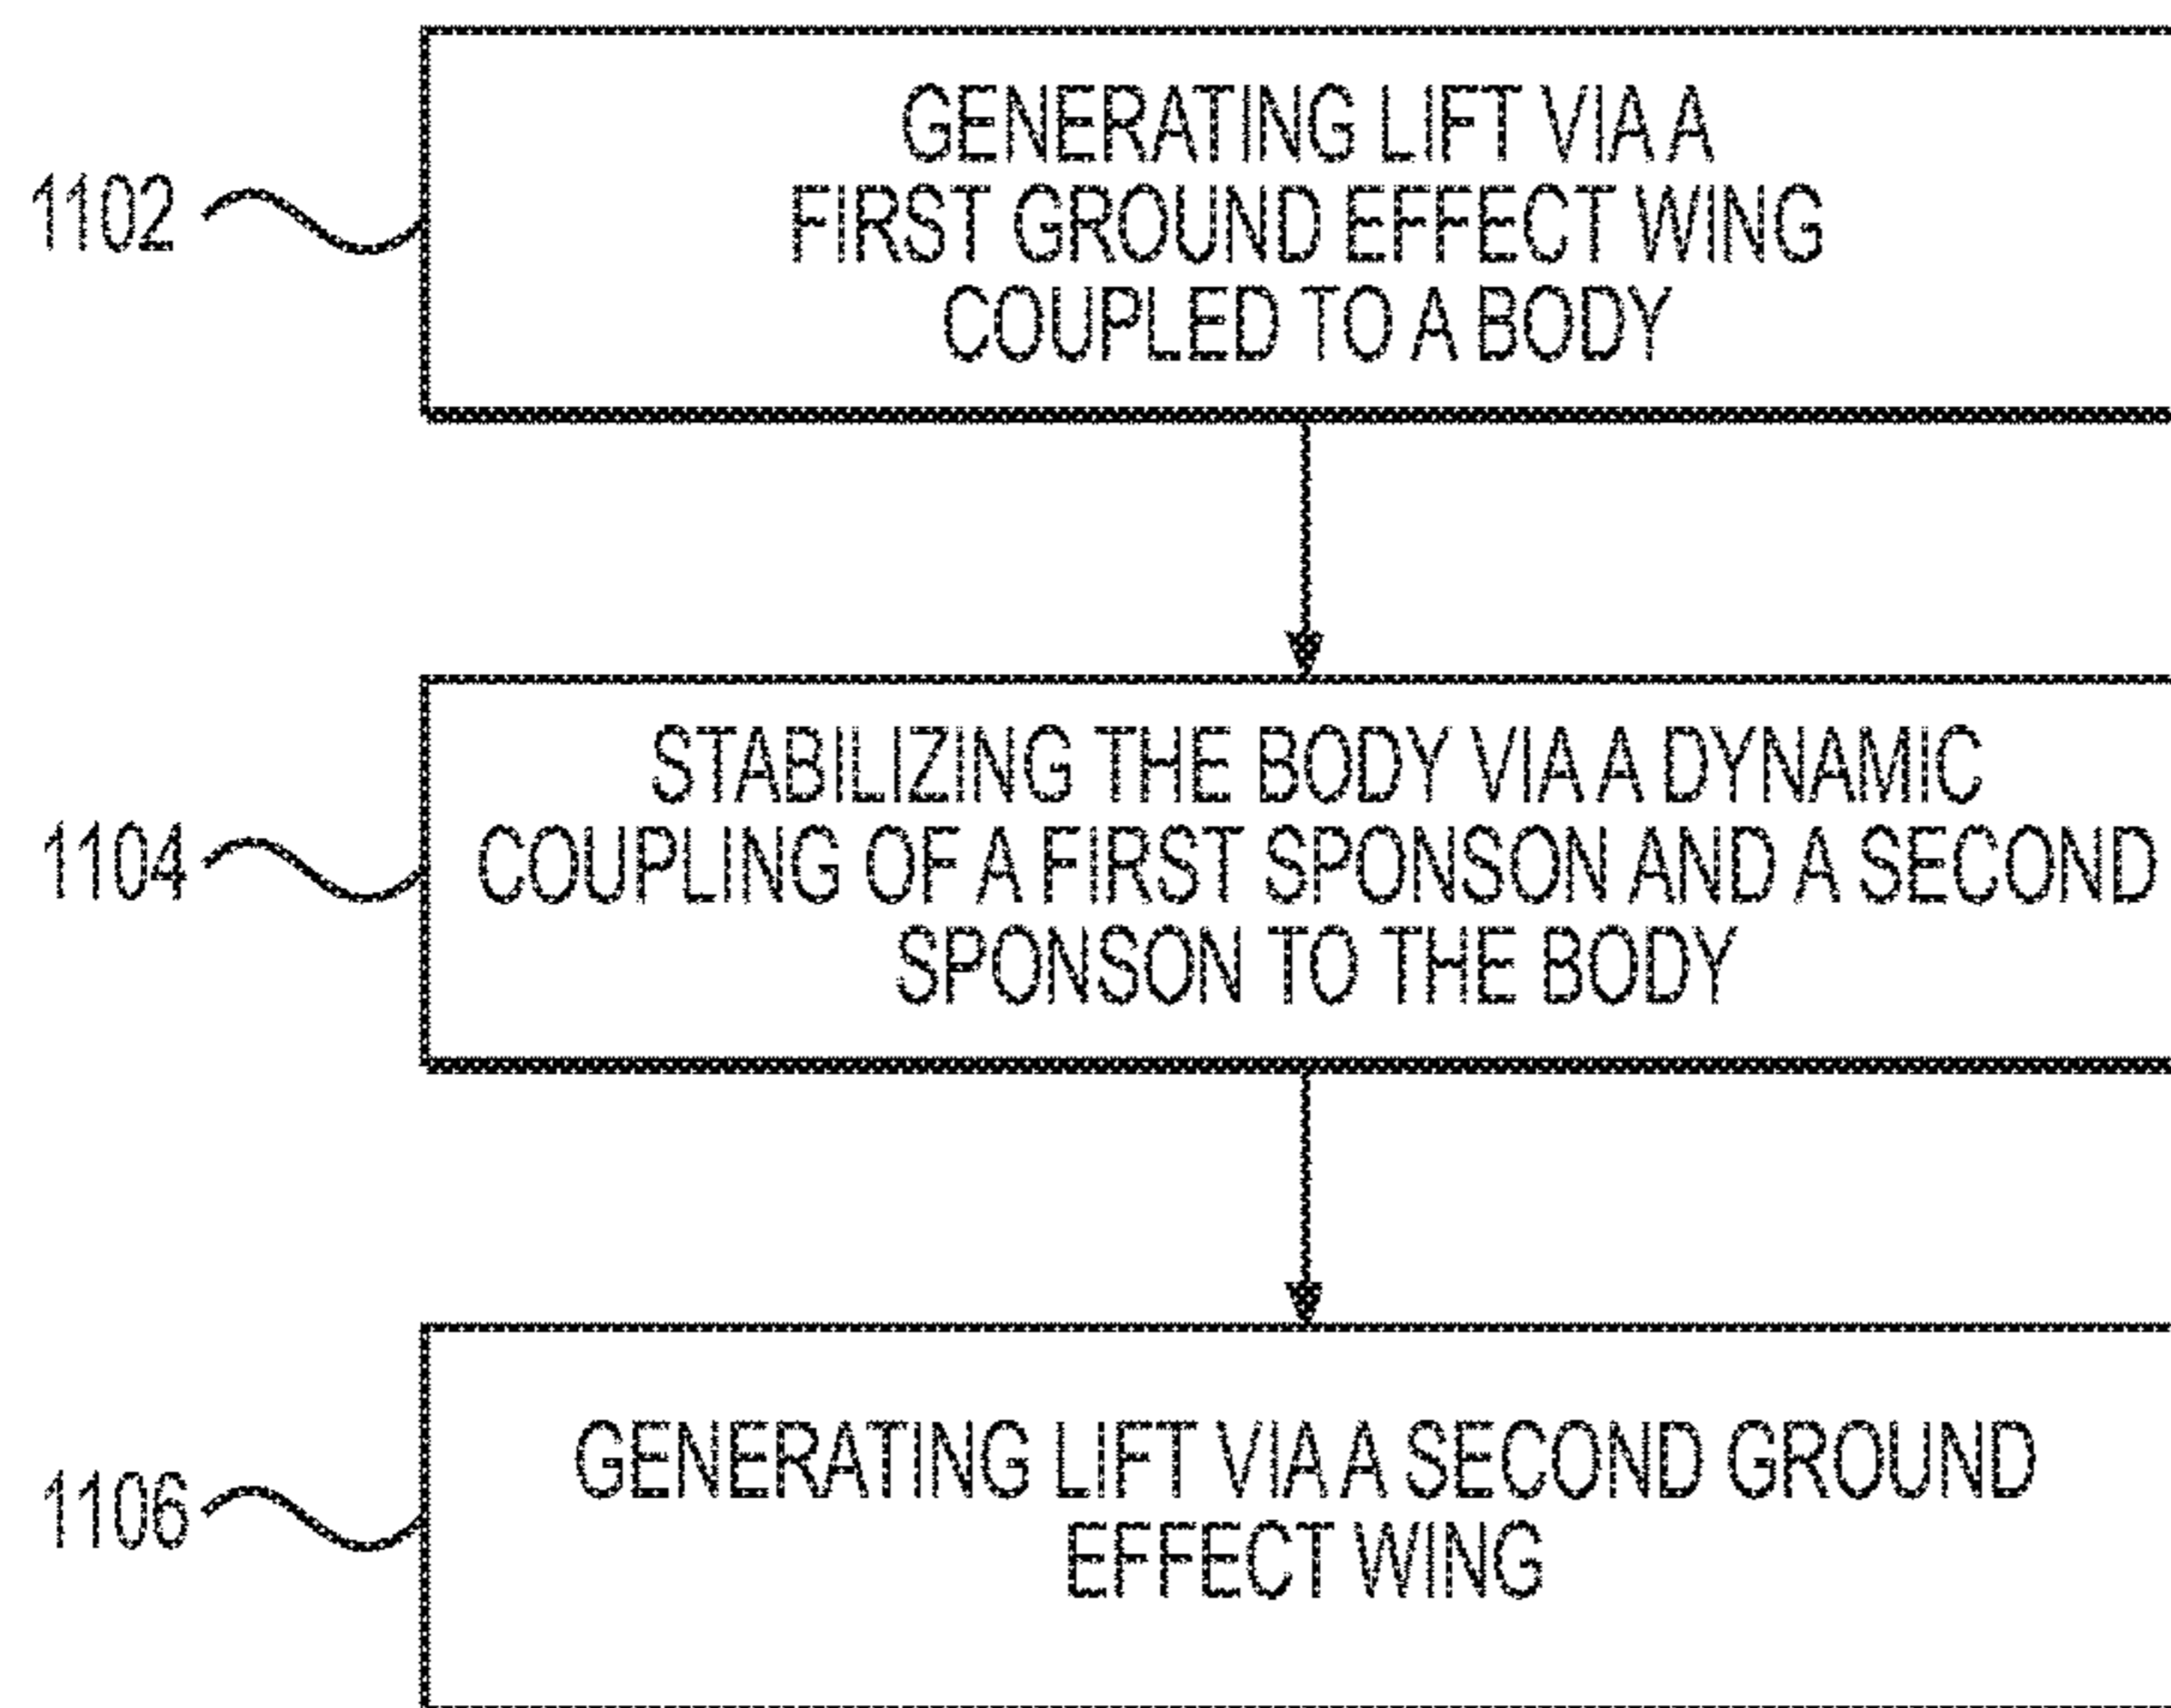 1102
GENERATING LIFT VIA A
FIRST GROUND EFFECT WING
COUPLED TO A BODY
1104
STABILIZING THE BODY VIA A DYNAMIC
COUPLING OF A FIRST SPONSON AND A SECOND
SPONSON TO THE BODY
1106
GENERATING LIFT VIA A SECOND GROUND
EFFECT WING